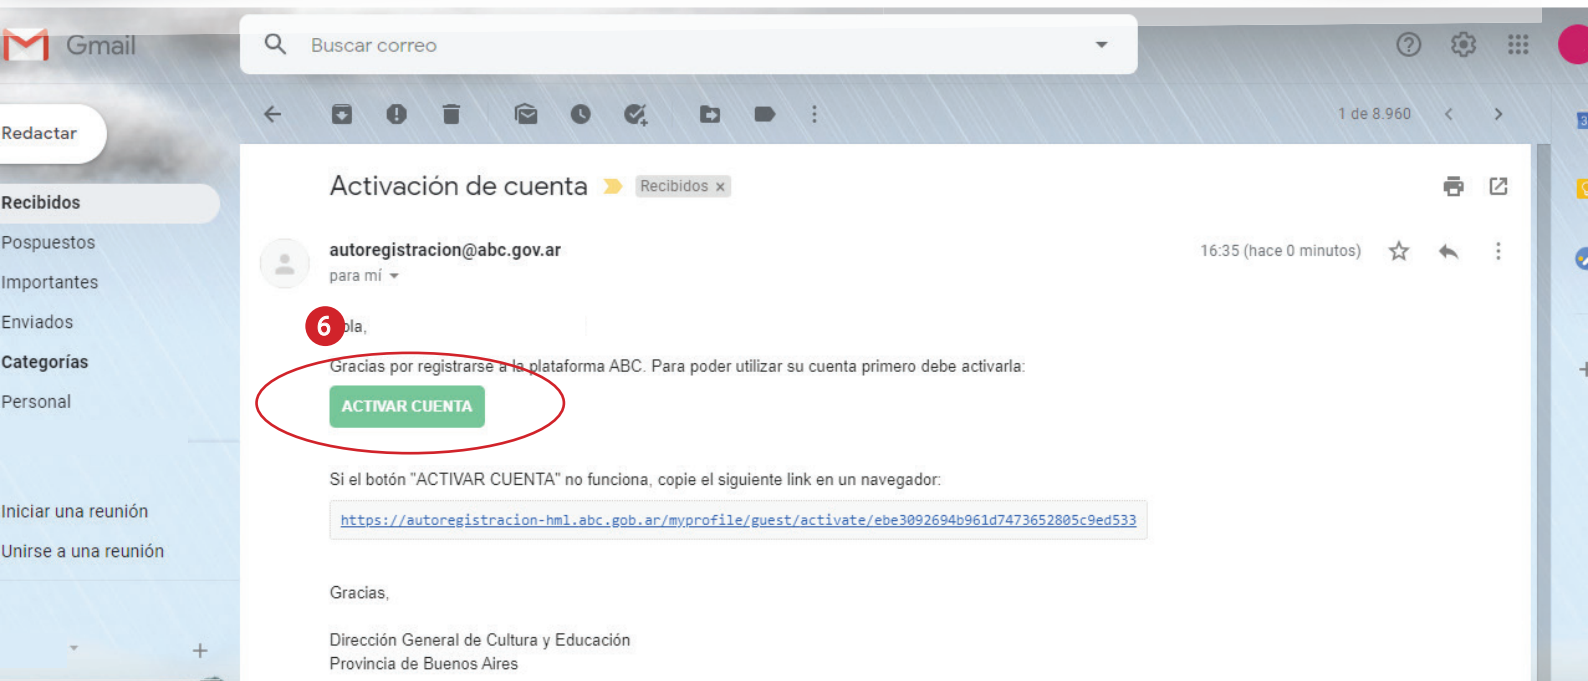 Gmail
Buscar correo
Redactar
1 de 8.960
Recibidos
Pospuestos
Importantes
Enviados
Categorías
Personal
Iniciar una reunión
Unirse a una reunión
Activación de cuenta Recibidos x
autoregistracion@abc.gov.ar
16:35 (hace 0 minutos)
para mí
6
Gracias por registrarse a la plataforma ABC. Para poder utilizar su cuenta primero debe activarla:
ACTIVAR CUENTA
Si el botón "ACTIVAR CUENTA" no funciona, copie el siguiente link en un navegador:
https://autoregistracion-hml.abc.gob.ar/myprofile/guest/activate/ebe3092694b961d7473652805c9ed533
Gracias,
Dirección General de Cultura y Educación
Provincia de Buenos Aires